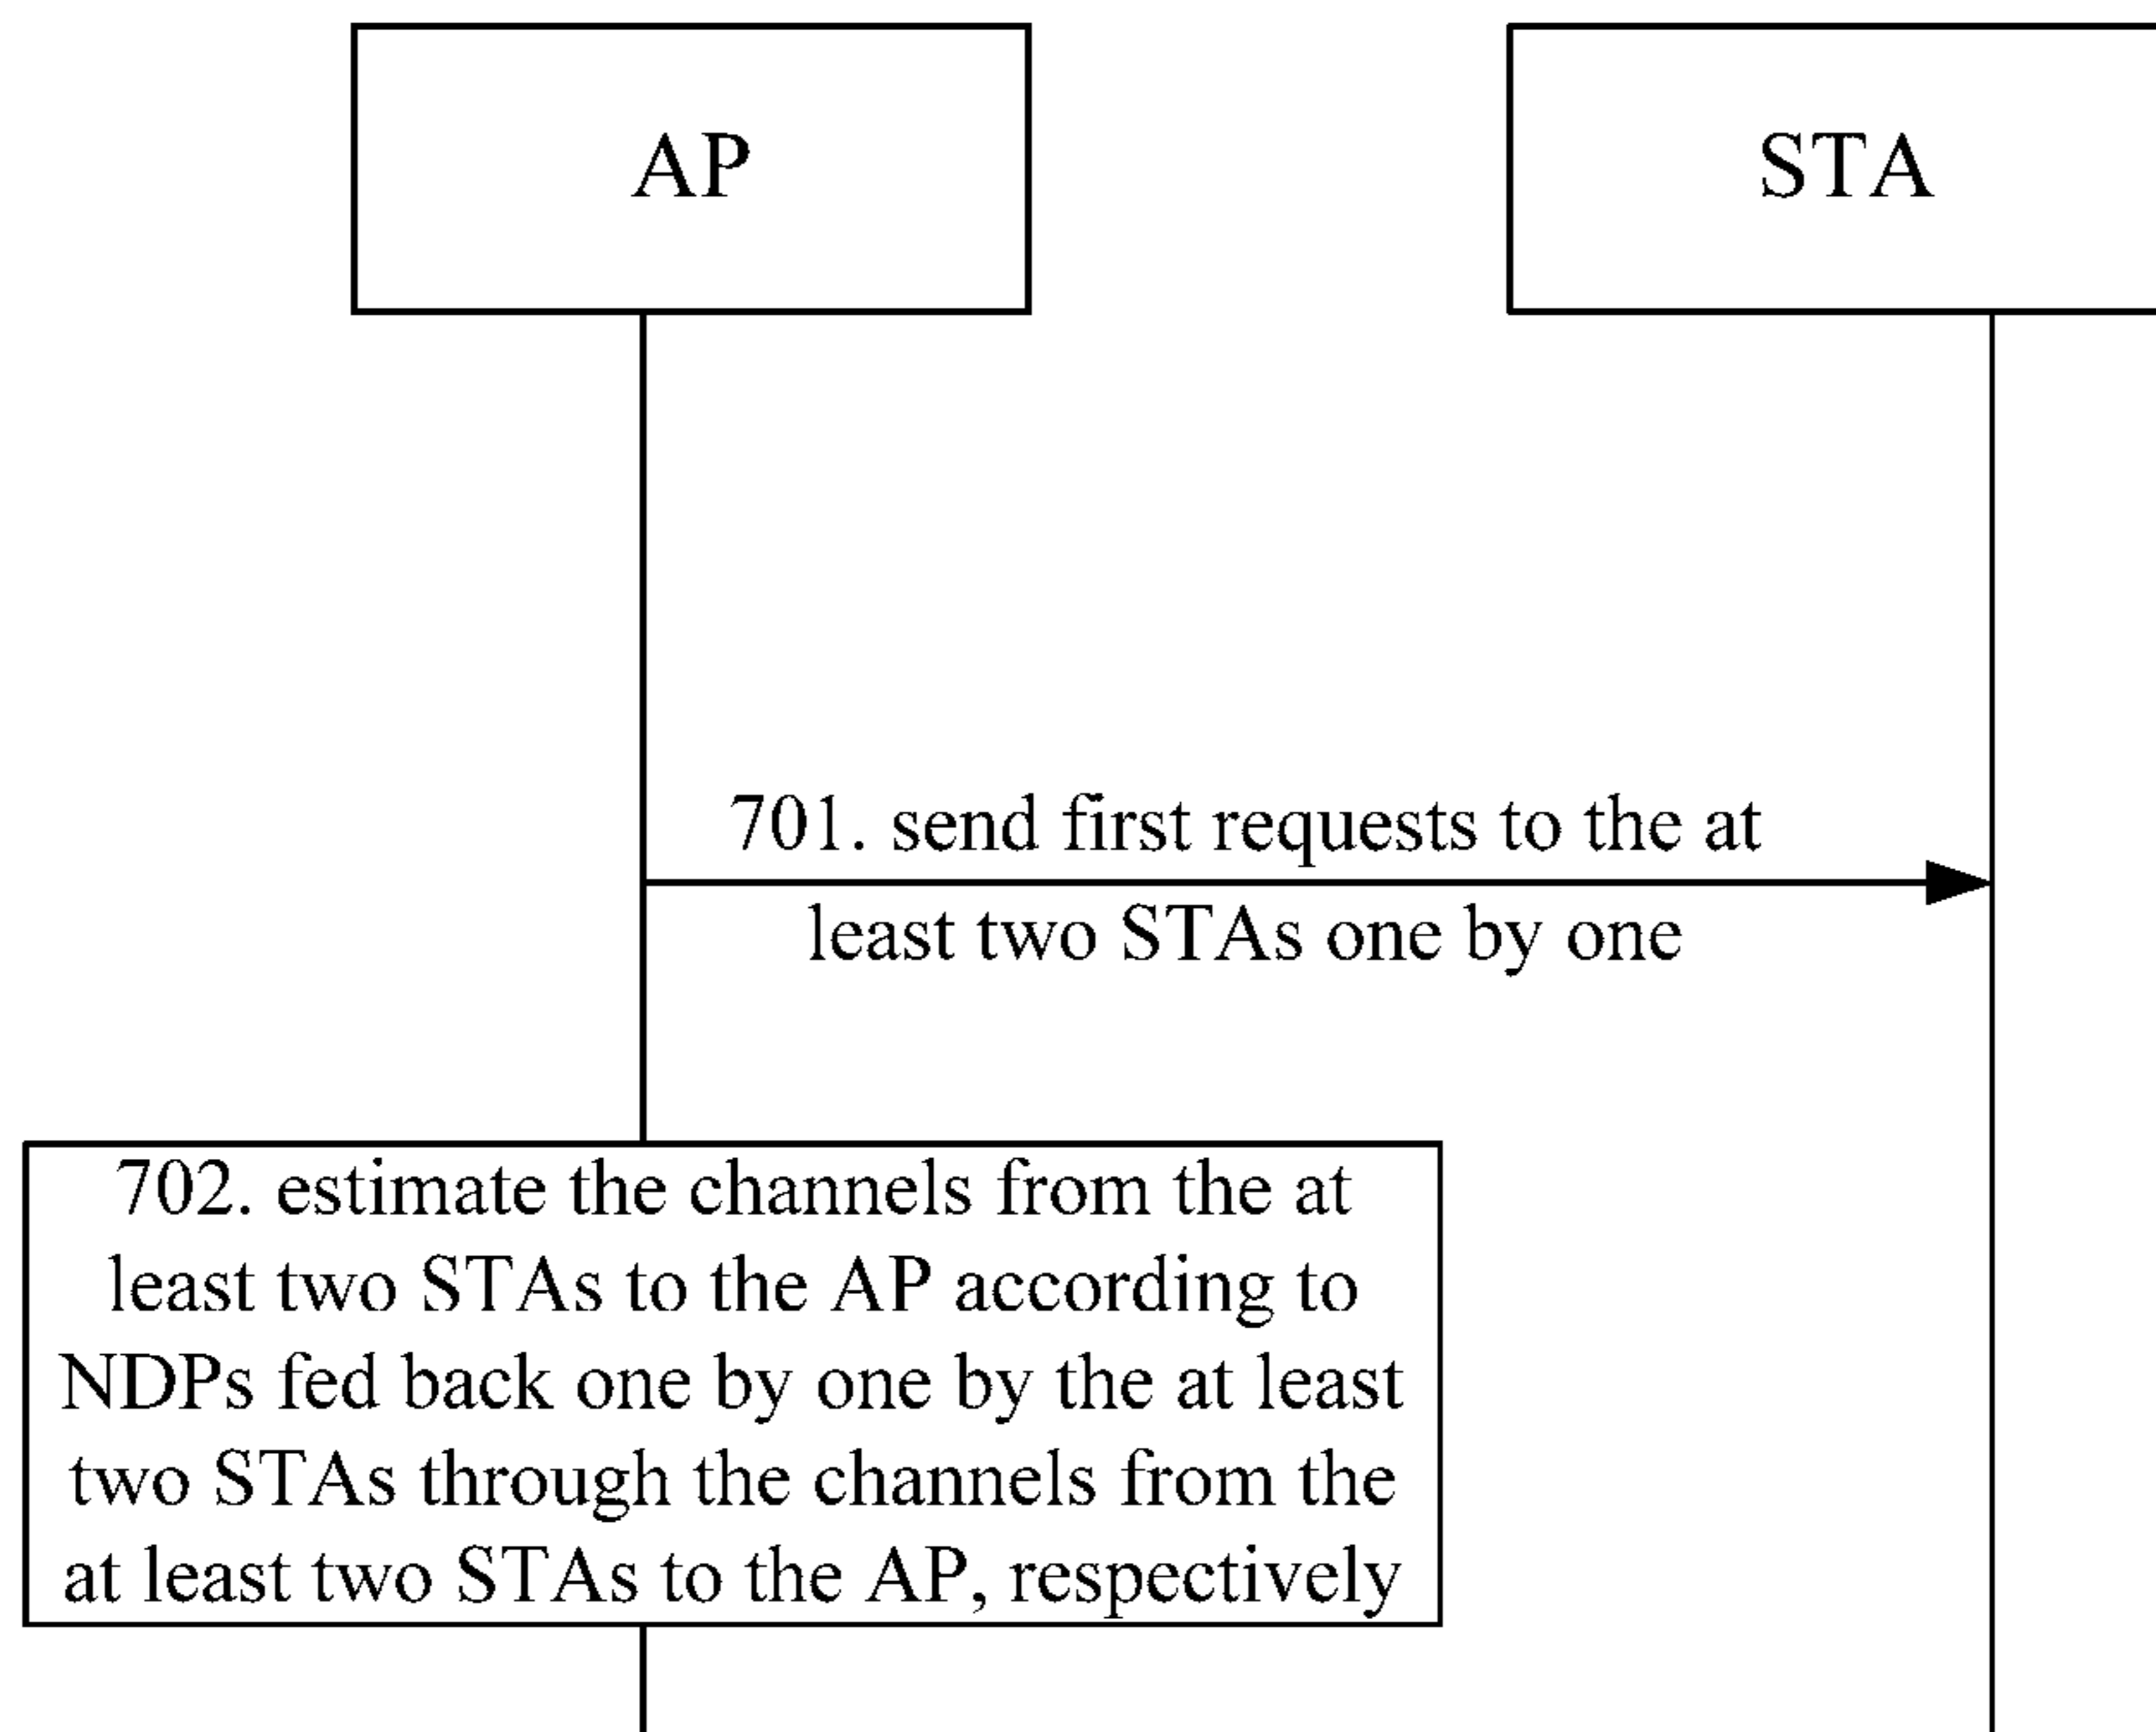 AP
STA
701. send first requests to the at
least two STAs one by one
702. estimate the channels from the at
least two STAs to the AP according to
NDPs fed back one by one by the at least
two STAs through the channels from the
at least two STAs to the AP, respectively